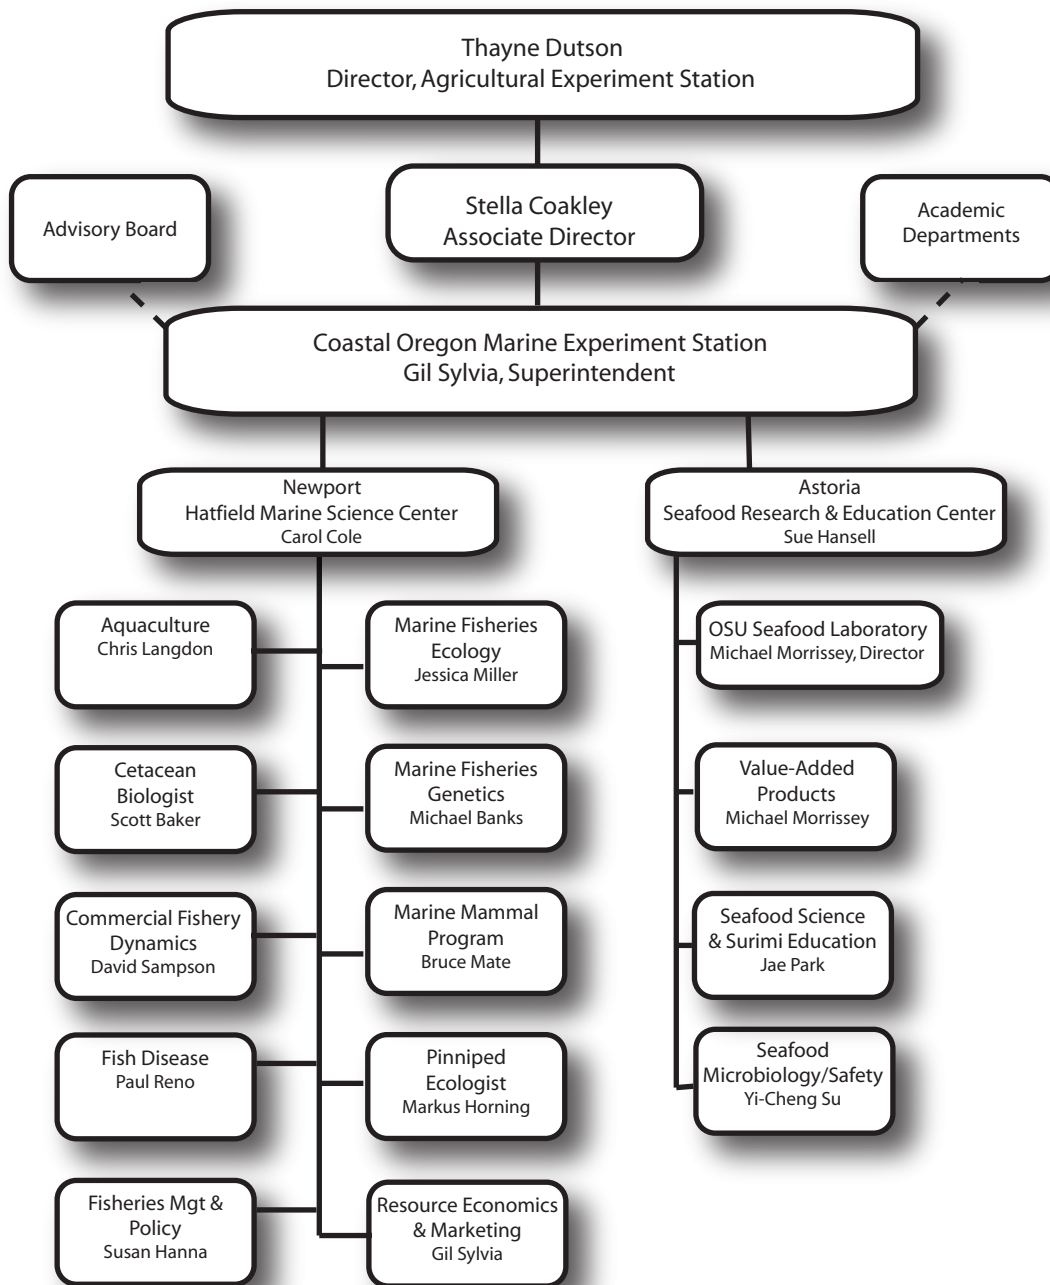 Thayne Dutson
Director, Agricultural Experiment Station
Stella Coakley
Associate Director
Advisory Board
Academic
Departments
Coastal Oregon Marine Experiment Station
Gil Sylvia, Superintendent
Newport
Hatfield Marine Science Center
Carol Cole
Astoria
Seafood Research & Education Center
Sue Hansell
Aquaculture
Chris Langdon
Marine Fisheries
Ecology
Jessica Miller
OSU Seafood Laboratory
Michael Morrissey, Director
Cetacean
Biologist
Scott Baker
Marine Fisheries
Genetics
Michael Banks
Value-Added
Products
Michael Morrissey
Commercial Fishery
Dynamics
David Sampson
Marine Mammal
Program
Bruce Mate
Seafood Science
& Surimi Education
Jae Park
Fish Disease
Paul Reno
Pinniped
Ecologist
Markus Horning
Seafood
Microbiology/Safety
Yi-Cheng Su
Fisheries Mgt &
Policy
Susan Hanna
Resource Economics
& Marketing
Gil Sylvia